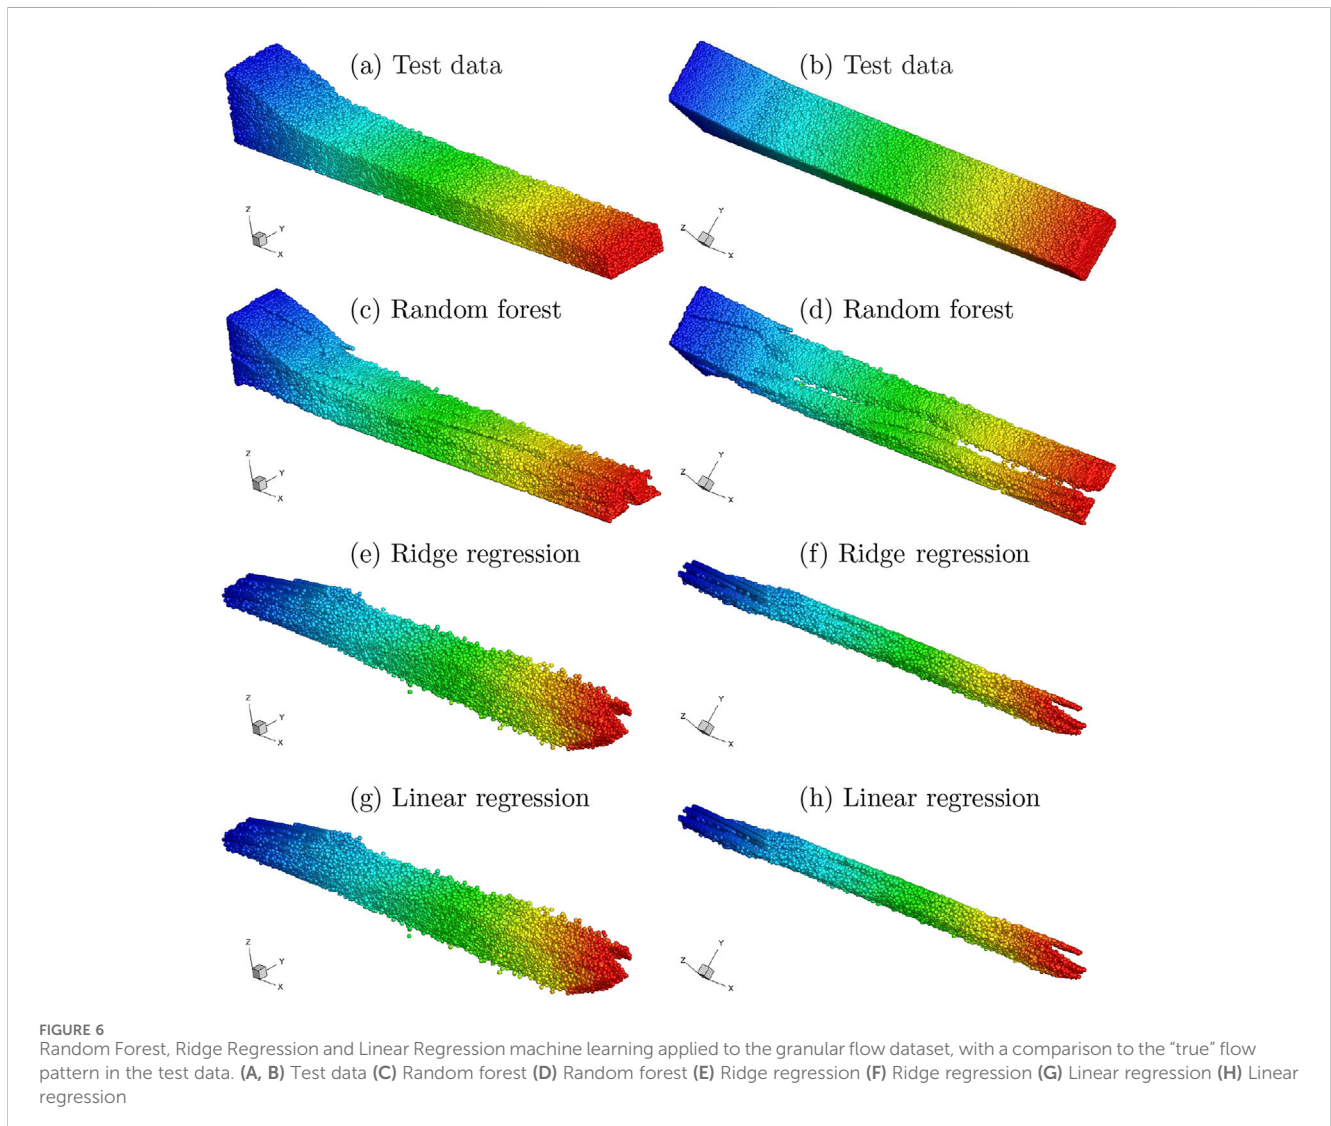 (a) Test data
(b) Test data
Z
Y
X
Y
Z
X
(c) Random forest
(d) Random forest
Z
Y
X
Y
Z
X
(e) Ridge regression
(f) Ridge regression
Z
Y
X
Y
Z
X
(g) Linear regression
(h) Linear regression
Z
Y
X
Y
Z
X
FIGURE 6
Random Forest, Ridge Regression and Linear Regression machine learning applied to the granular flow dataset, with a comparison to the “true” flow
pattern in the test data. (A, B) Test data (C) Random forest (D) Random forest (E) Ridge regression (F) Ridge regression (G) Linear regression (H) Linear
regression